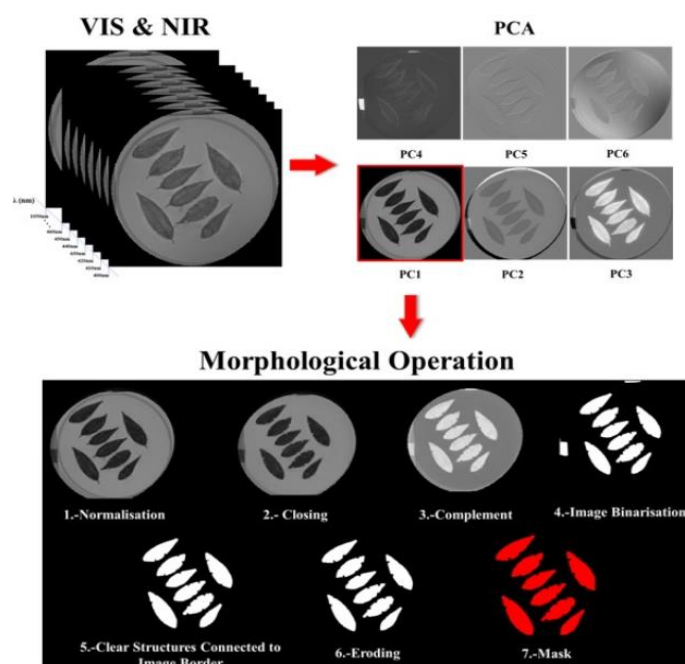 VIS & NIR
PCA
PC4
PC5
PC6
λ (nm)
PC1
PC2
PC3
Morphological Operation
1.-Normalisation
2.- Closing
3.-Complement
4.-Image Binarisation
5.-Clear Structures Connected to
Image Border
6.-Eroding
7.-Mask